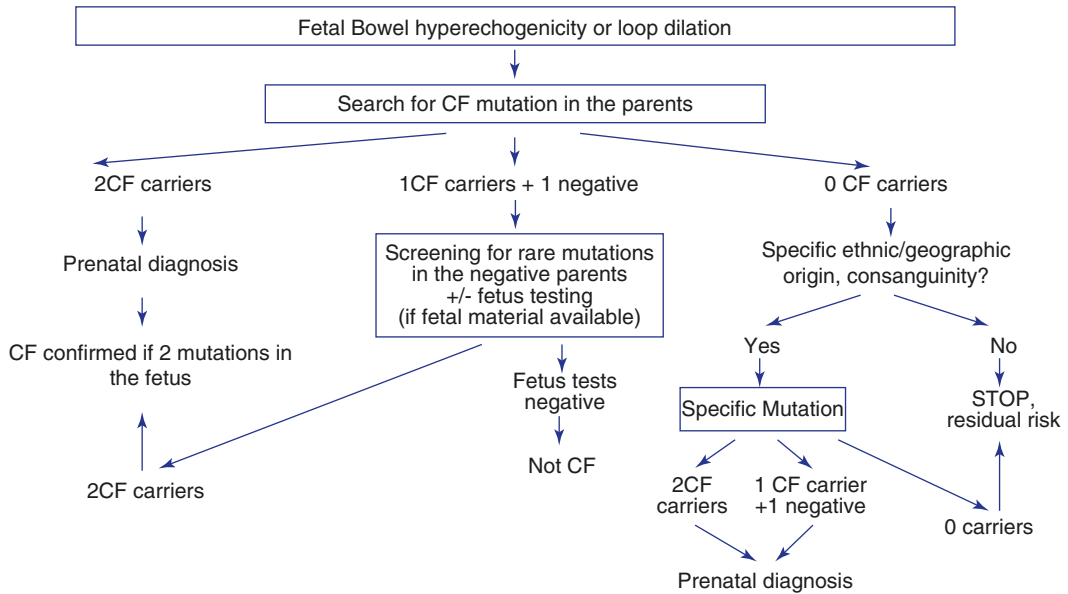 Fetal Bowel hyperechogenicity or loop dilation
Search for CF mutation in the parents
2CF carriers
1CF carriers + 1 negative
0 CF carriers
Prenatal diagnosis
CF confirmed if 2 mutations in
the fetus
2CF carriers
Screening for rare mutations
in the negative parents
+/- fetus testing
(if fetal material available)
Fetus tests
negative
Not CF
Specific ethnic/geographic
origin, consanguinity?
Yes
No
Specific Mutation
STOP,
residual risk
2CF
carriers
1 CF carrier
+1 negative
0 carriers
Prenatal diagnosis